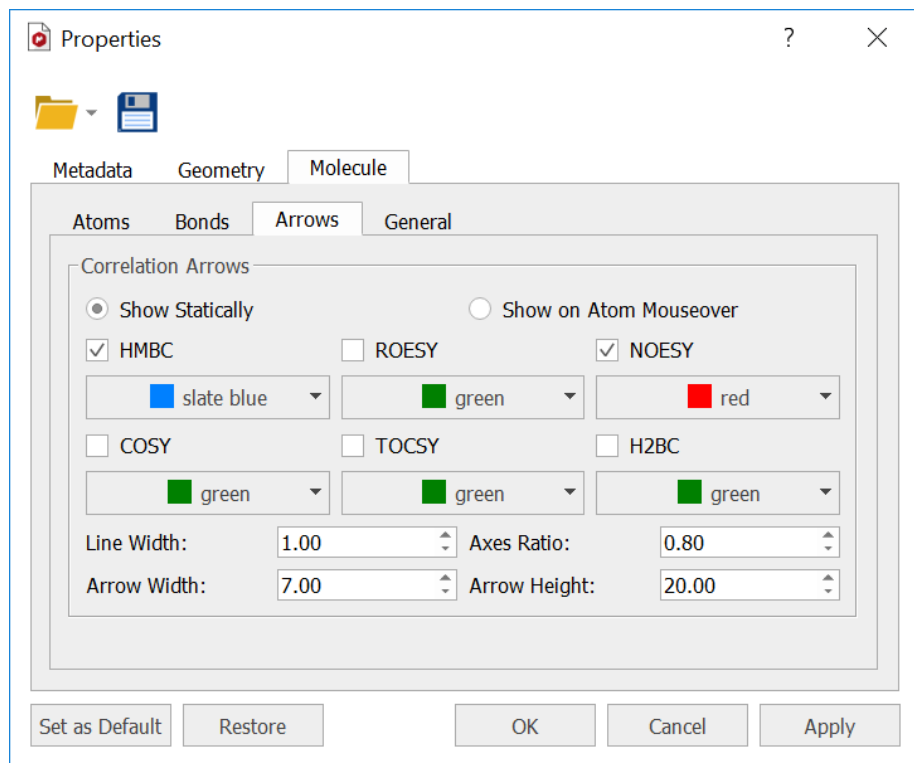 Properties ?
Metadata Geometry Molecule
Atoms Bonds Arrows General
Correlation Arrows
Show Statically Show on Atom Mouseover
HMBC ROESY NOESY
slate blue green red
COSY TOCSY H2BC
green green green
Line Width: 1.00 Axes Ratio: 0.80
Arrow Width: 7.00 Arrow Height: 20.00
Set as Default Restore OK Cancel Apply